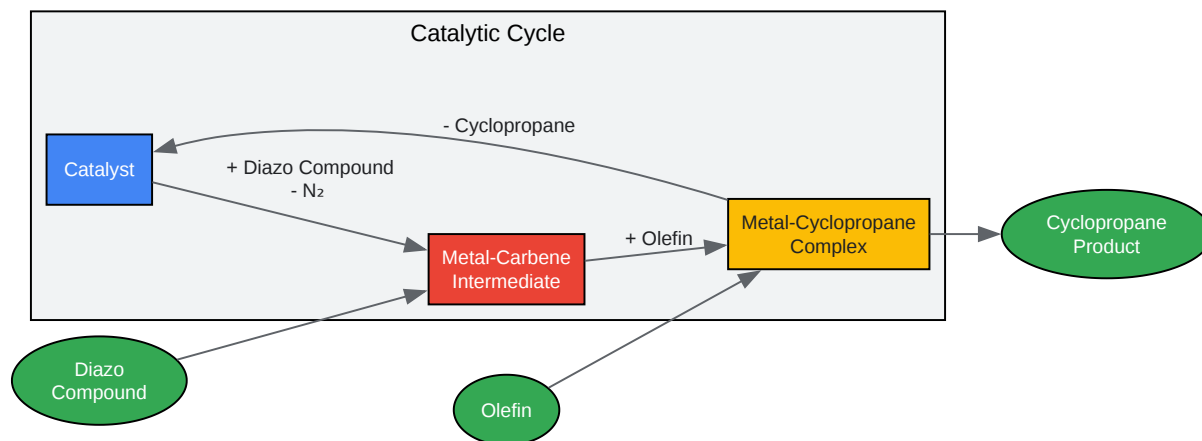 Catalytic Cycle
- Cyclopropane
Catalyst
+ Diazo Compound
- N₂
Metal-Carbene
Intermediate
+ Olefin
Metal-Cyclopropane
Complex
Cyclopropane
Product
Diazo
Compound
Olefin